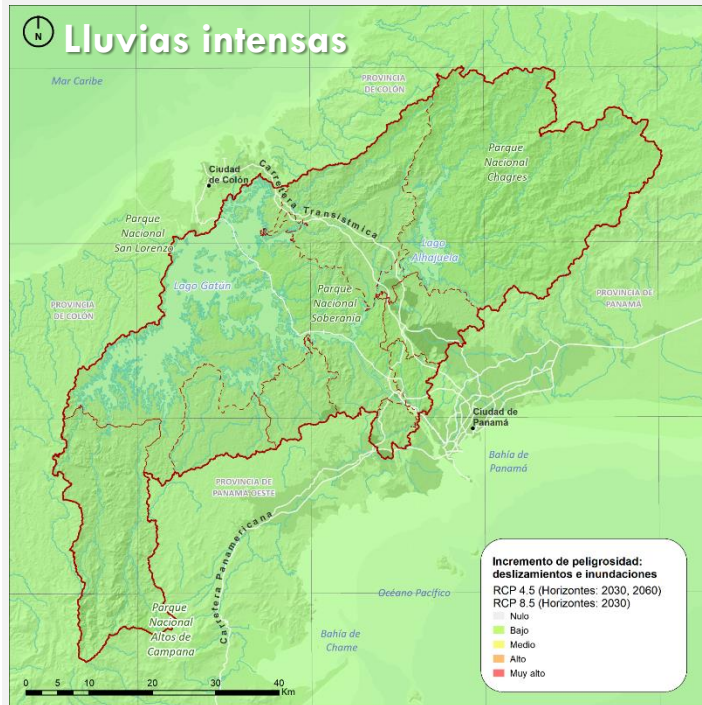 N
Lluvias intensas
Mar Caribe
PROVINCIA
DE COLÓN
Ciudad
de Colón
Carretera Transístmica
Parque
Nacional
Chagres
Parque
Nacional
San Lorenzo
Lago
Alhajuela
Lago Gatun
Parque
Nacional
Soberanía
PROVINCIA
DE COLÓN
PROVINCIA DE
PANAMÁ
Ciudad de
Panamá
Bahía de
Panamá
PROVINCIA DE
PANAMÁ OESTE
Carretera Panamericana
Océano Pacífico
Parque
Nacional
Altos de
Campana
Bahía de
Chame
Incremento de peligrosidad:
deslizamientos e inundaciones
RCP 4.5 (Horizontes: 2030, 2060)
RCP 8.5 (Horizontes: 2030)
Nulo
Bajo
Medio
Alto
Muy alto
0 5 10 20 30 40
Km